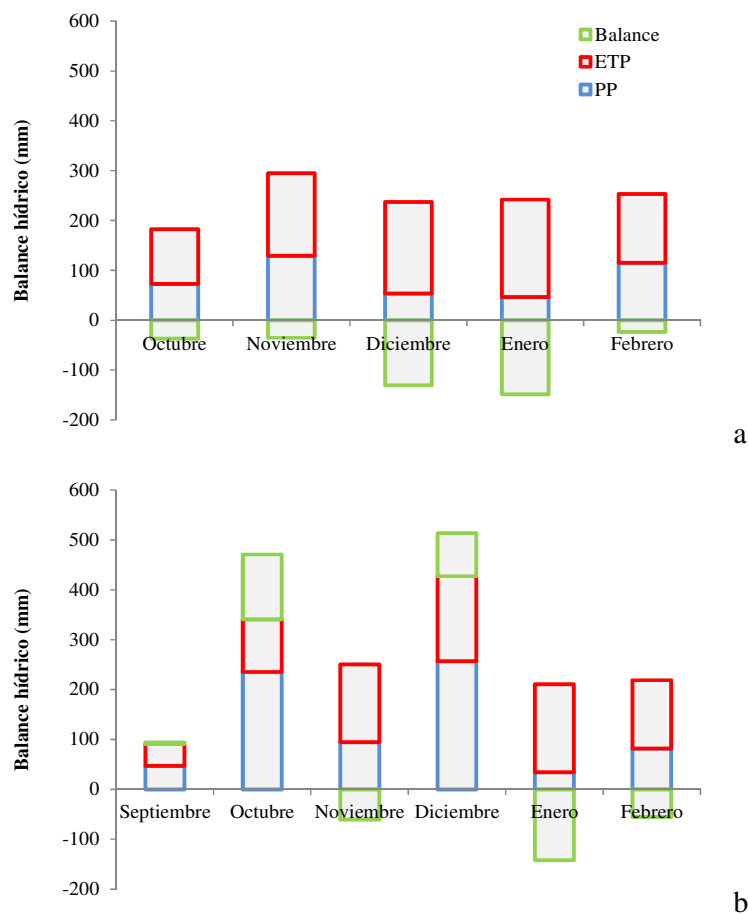 600
500
400
300
200
100
0
-100
-200
Balance hídrico (mm)
Balance
ETP
PP
Octubre Noviembre Diciembre Enero Febrero
a
600
500
400
300
200
100
0
-100
-200
Balance hídrico (mm)
Septiembre Octubre Noviembre Diciembre Enero Febrero
b